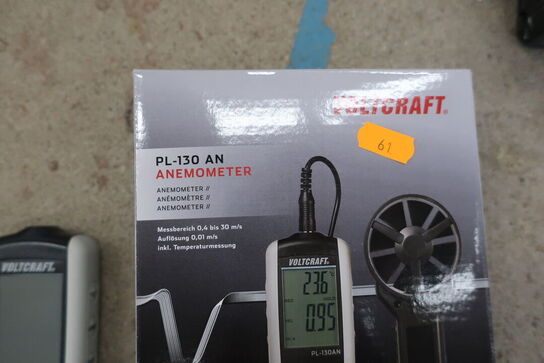 VOLTCRAFT®
61
PL-130 AN
ANEMOMETER
ANEMOMETER //
ANÉMOMÈTRE //
ANEMOMETER //
Messbereich 0,4 bis 30 m/s
Auflösung 0,01 m/s
inkl. Temperaturmessung
VOLTCRAFT®
VOLTCRAFT
23.6
0.95
PL-130AN